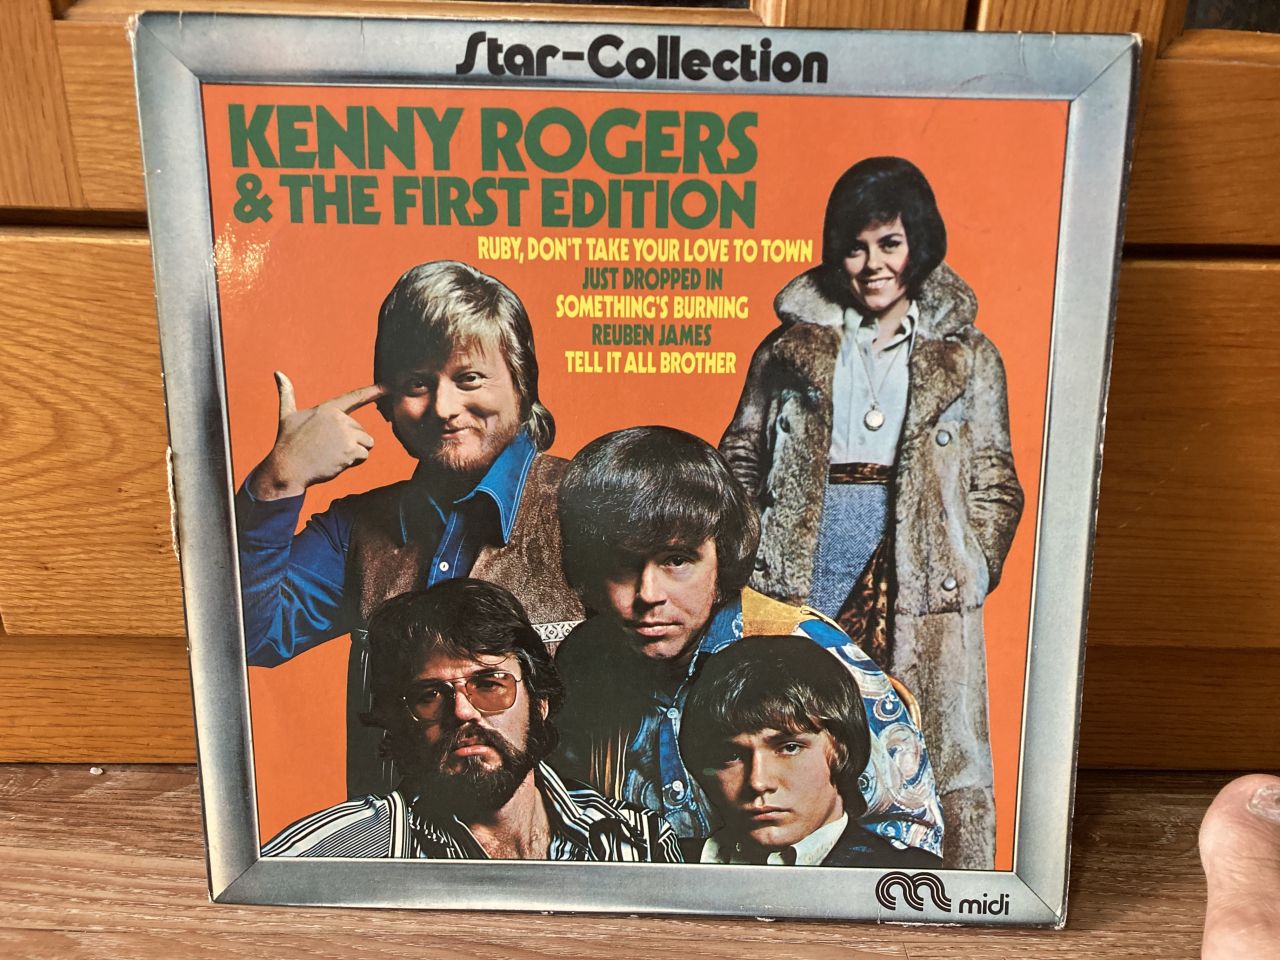 Star-Collection
KENNY ROGERS
& THE FIRST EDITION
RUBY, DON'T TAKE YOUR LOVE TO TOWN
JUST DROPPED IN
SOMETHING'S BURNING
REUBEN JAMES
TELL IT ALL BROTHER
midi